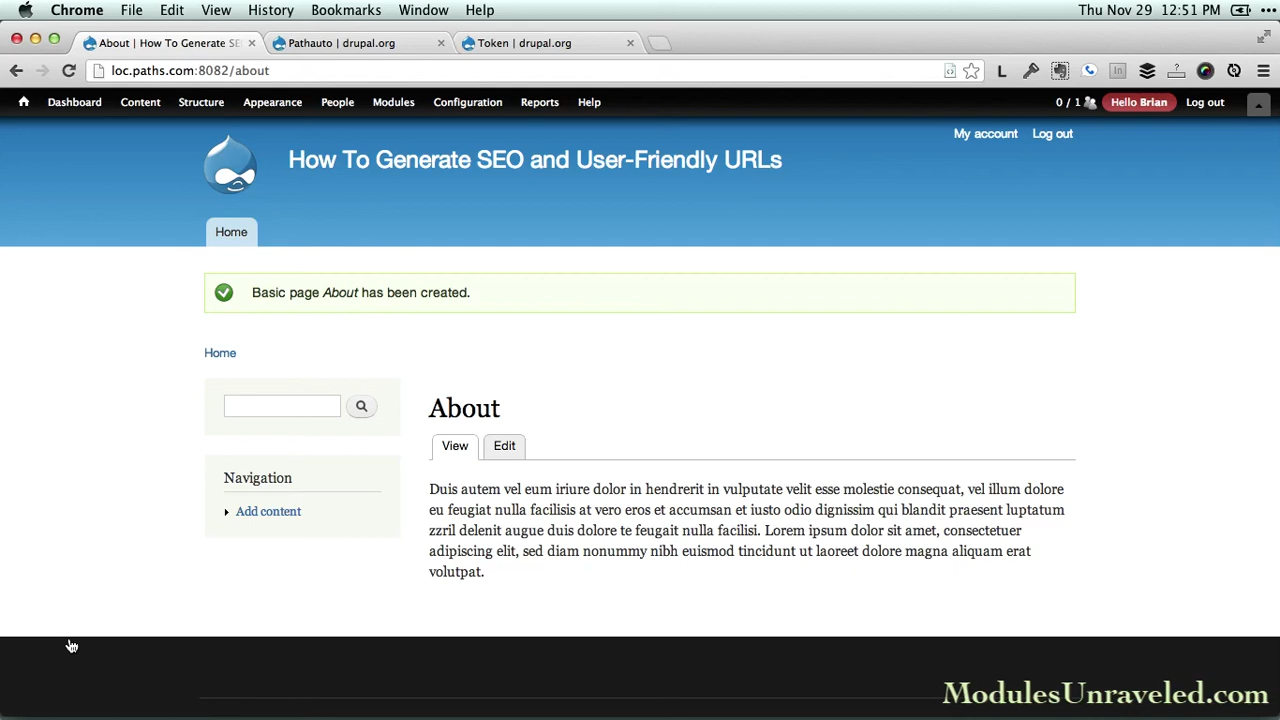 Chrome File Edit View History Bookmarks Window Help Thu Nov 29 12:51 PM
About | How To Generate SE Pathauto | drupal.org Token | drupal.org
loc.paths.com:8082/about
Dashboard Content Structure Appearance People Modules Configuration Reports Help 0 / 1 Hello Brian Log out
My account Log out
How To Generate SEO and User-Friendly URLs
Home
Basic page About has been created.
Home
About
View Edit
Navigation
Add content
Duis autem vel eum iriure dolor in hendrerit in vulputate velit esse molestie consequat, vel illum dolore
eu feugiat nulla facilisis at vero eros et accumsan et iusto odio dignissim qui blandit praesent luptatum
zzril delenit augue duis dolore te feugait nulla facilisi. Lorem ipsum dolor sit amet, consectetuer
adipiscing elit, sed diam nonummy nibh euismod tincidunt ut laoreet dolore magna aliquam erat
volutpat.
ModulesUnraveled.com